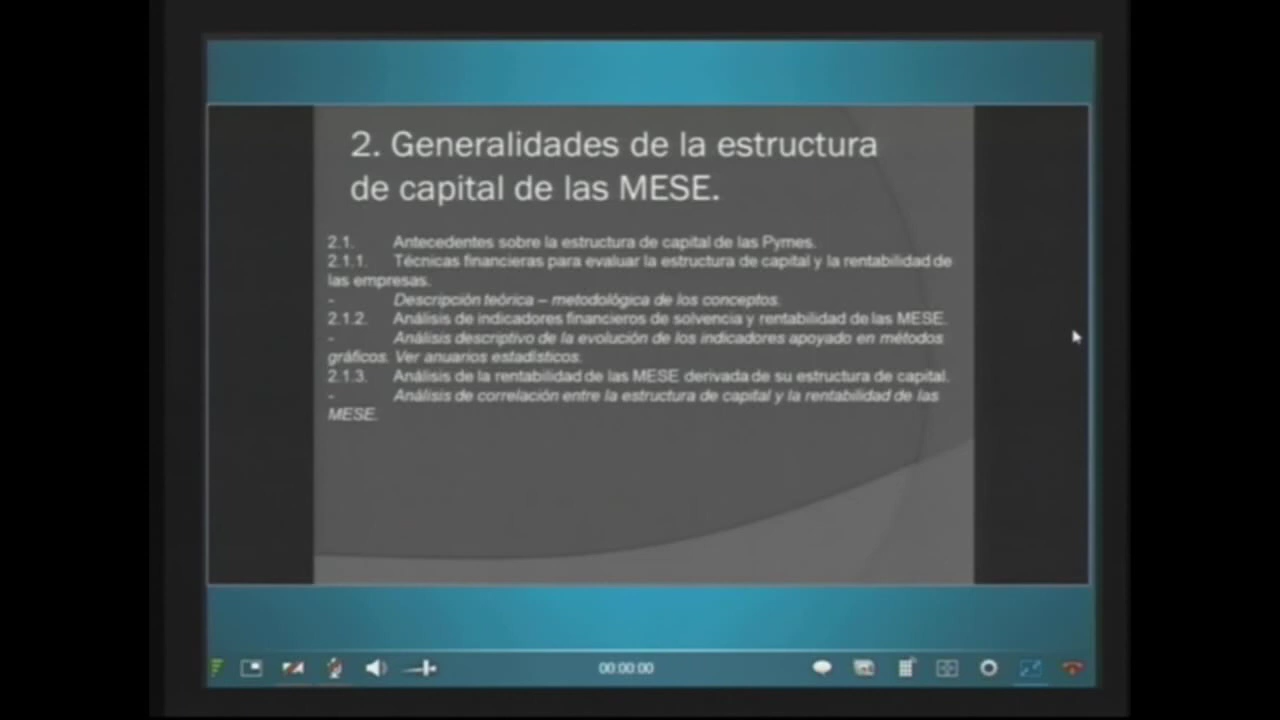 2. Generalidades de la estructura
de capital de las MESE.
2.1. Antecedentes sobre la estructura de capital de las Pymes.
2.1.1. Técnicas financieras para evaluar la estructura de capital y la rentabilidad de
las empresas.
- Descripción teórica – metodológica de los conceptos.
2.1.2. Análisis de indicadores financieros de solvencia y rentabilidad de las MESE.
- Análisis descriptivo de la evolución de los indicadores apoyado en métodos
gráficos. Ver anuarios estadísticos.
2.1.3. Análisis de la rentabilidad de las MESE derivada de su estructura de capital.
- Análisis de correlación entre la estructura de capital y la rentabilidad de las
MESE.
00:00:00